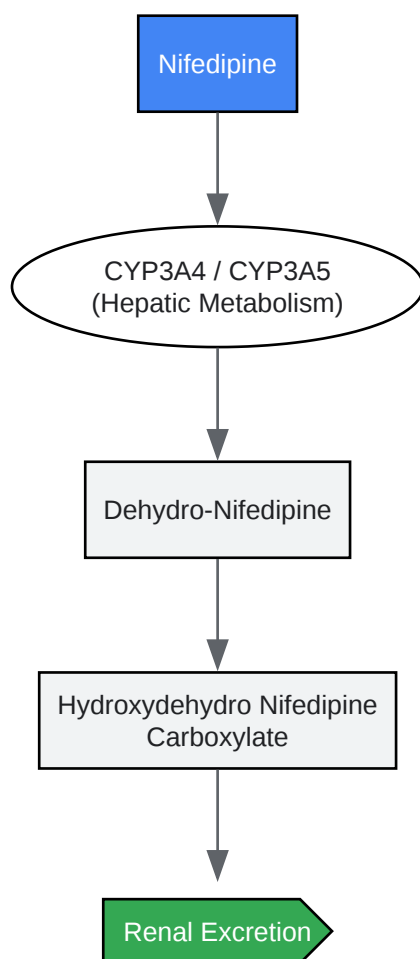 Nifedipine
CYP3A4 / CYP3A5
(Hepatic Metabolism)
Dehydro-Nifedipine
Hydroxydehydro Nifedipine
Carboxylate
Renal Excretion